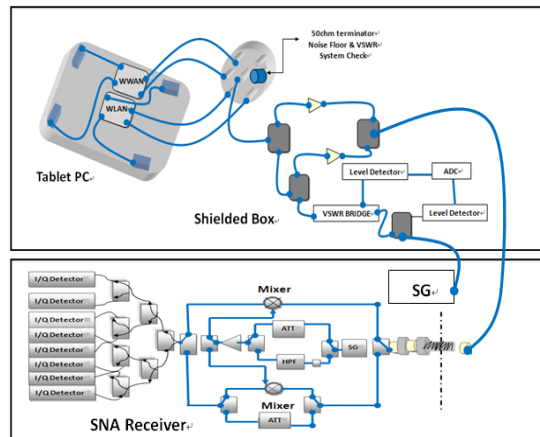 50ohm terminator
Noise Floor & VSWR
System Check
WWAN
WLAN
Tablet PC
Shielded Box
Level Detector
ADC
VSWR BRIDGE
Level Detector
SG
I/Q Detector
I/Q Detector
I/Q Detector
I/Q Detector
I/Q Detector
I/Q Detector
I/Q Detector
I/Q Detector
Mixer
ATT
HPF
SG
Mixer
ATT
SNA Receiver